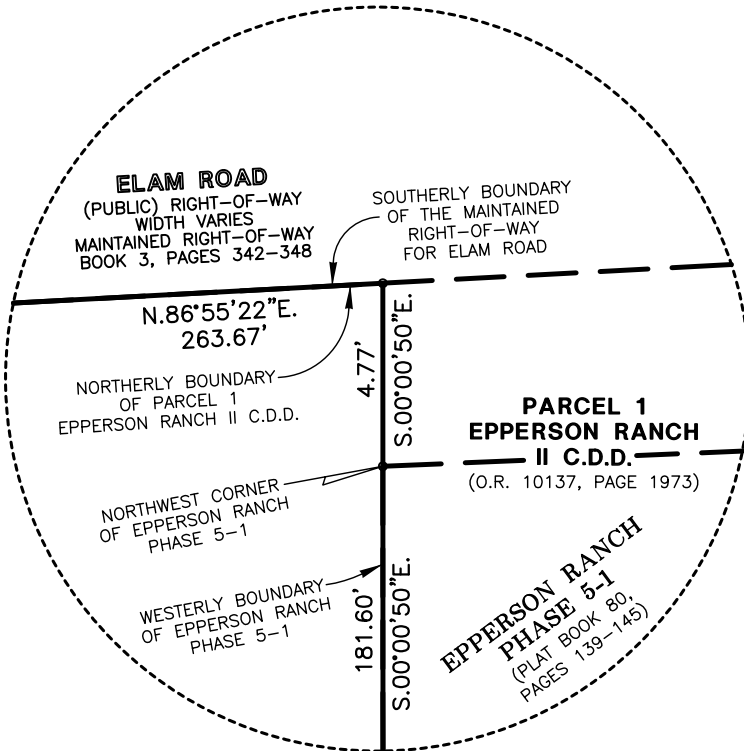 ELAM ROAD
(PUBLIC) RIGHT-OF-WAY
WIDTH VARIES
MAINTAINED RIGHT-OF-WAY
BOOK 3, PAGES 342-348
SOUTHERLY BOUNDARY
OF THE MAINTAINED
RIGHT-OF-WAY
FOR ELAM ROAD
N.86°55'22"E.
263.67'
4.77'
S.00°00'50"E.
NORTHERLY BOUNDARY
OF PARCEL 1
EPPERSON RANCH II C.D.D.
PARCEL 1
EPPERSON RANCH
II C.D.D.
(O.R. 10137, PAGE 1973)
NORTHWEST CORNER
OF EPPERSON RANCH
PHASE 5-1
WESTERLY BOUNDARY
OF EPPERSON RANCH
PHASE 5-1
181.60'
S.00°00'50"E.
EPPERSON RANCH
PHASE 5-1
(PLAT BOOK 80,
PAGES 139-145)